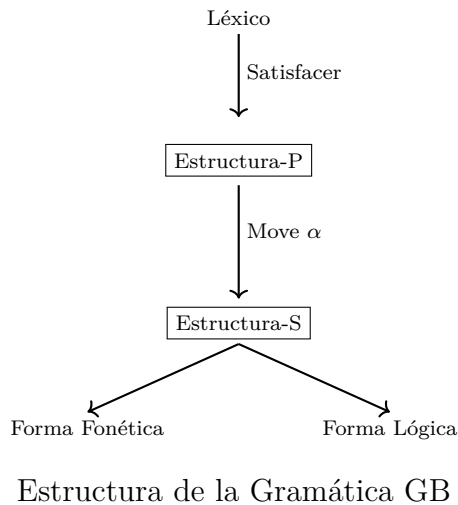 Léxico
Satisfacer
Estructura-P
Move α
Estructura-S
Forma Fonética Forma Lógica
Estructura de la Gramática GB